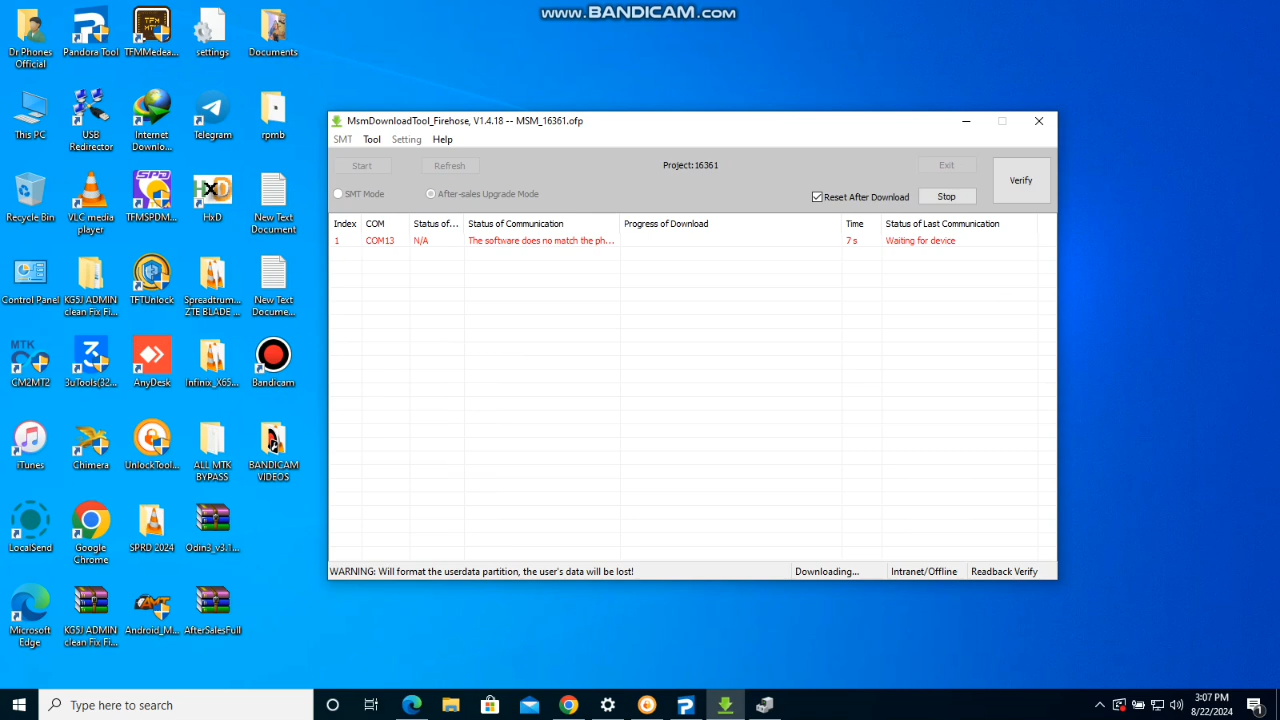 www.BANDICAM.com
Dr Phones
Official
Pandora Tool
TFMMedea...
settings
Documents
This PC
USB
Redirector
Internet
Downlo...
Telegram
rpmb
Recycle Bin
VLC media
player
TFMSPDM...
HxD
New Text
Document
Control Panel
KG5J ADMIN
clean Fix Fi...
TFTUnlock
Spreadtrum...
ZTE BLADE ...
New Text
Docume...
MTK
CM2MT2
3uTools(32...
AnyDesk
Infinix_X65...
Bandicam
iTunes
Chimera
UnlockTool...
ALL MTK
BYPASS
BANDICAM
VIDEOS
LocalSend
Google
Chrome
SPRD 2024
Odin3_v3.1...
Microsoft
Edge
KG5J ADMIN
clean Fix Fi...
Android_M...
AfterSalesFull
MsmDownloadTool_Firehose, V1.4.18 -- MSM_16361.ofp
SMT Tool Setting Help
Start Refresh Project:16361 Exit Verify
SMT Mode After-sales Upgrade Mode Reset After Download Stop
Index COM Status of... Status of Communication Progress of Download Time Status of Last Communication
1 COM13 N/A The software does no match the ph... 7 s Waiting for device
WARNING: Will format the userdata partition, the user's data will be lost! Downloading... Intranet/Offline Readback Verify
Type here to search
3:07 PM
8/22/2024